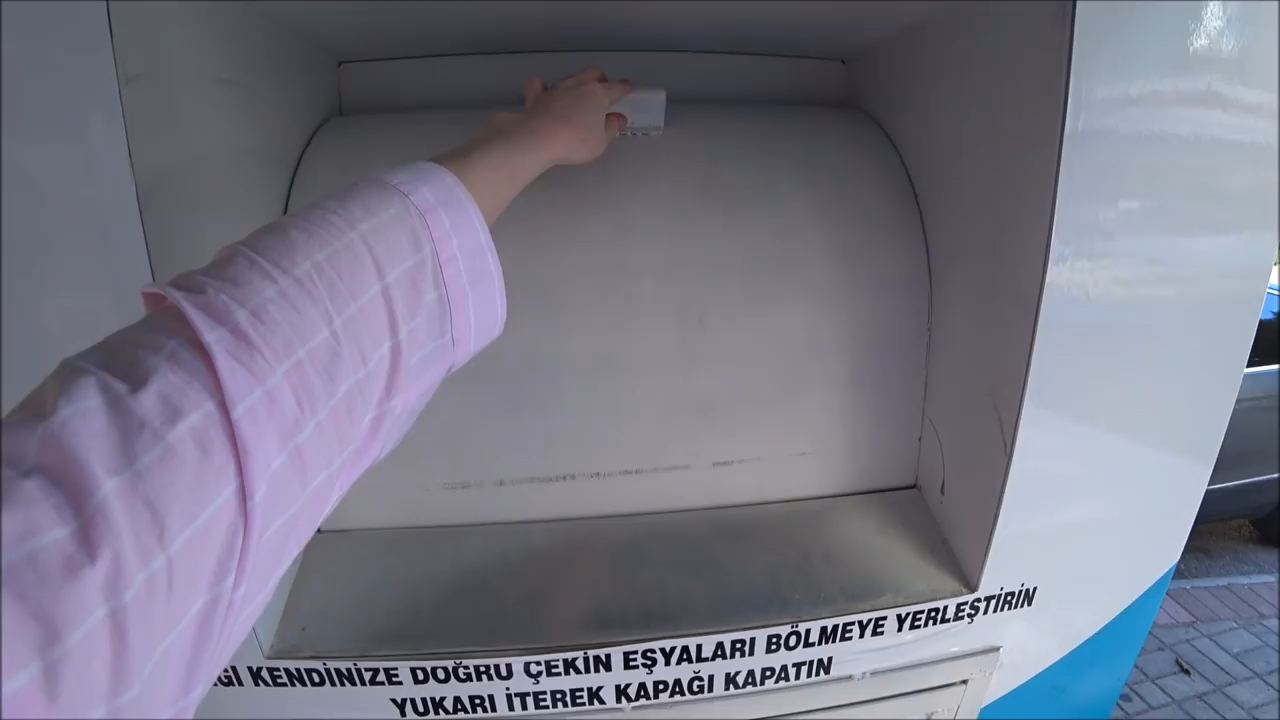 KENDİNİZE DOĞRU ÇEKİN EŞYALARI BÖLMEYE YERLEŞTİRİN
YUKARI İTEREK KAPAĞI KAPATIN